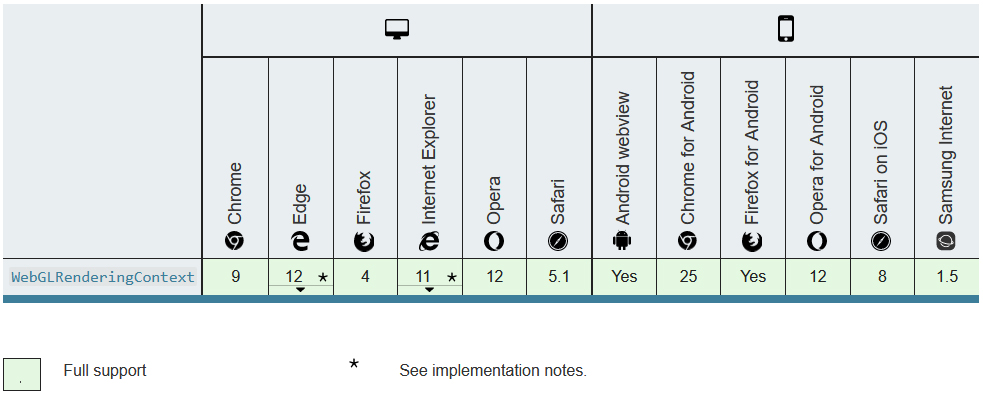 Chrome
Edge
Firefox
Internet Explorer
Opera
Safari
Android webview
Chrome for Android
Firefox for Android
Opera for Android
Safari on iOS
Samsung Internet
WebGLRenderingContext 9 12 * 4 11 * 12 5.1 Yes 25 Yes 12 8 1.5
. Full support * See implementation notes.